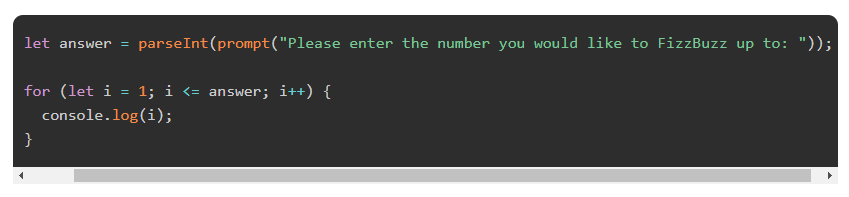 let answer = parseInt(prompt("Please enter the number you would like to FizzBuzz up to: "));
for (let i = 1; i <= answer; i++) {
  console.log(i);
}